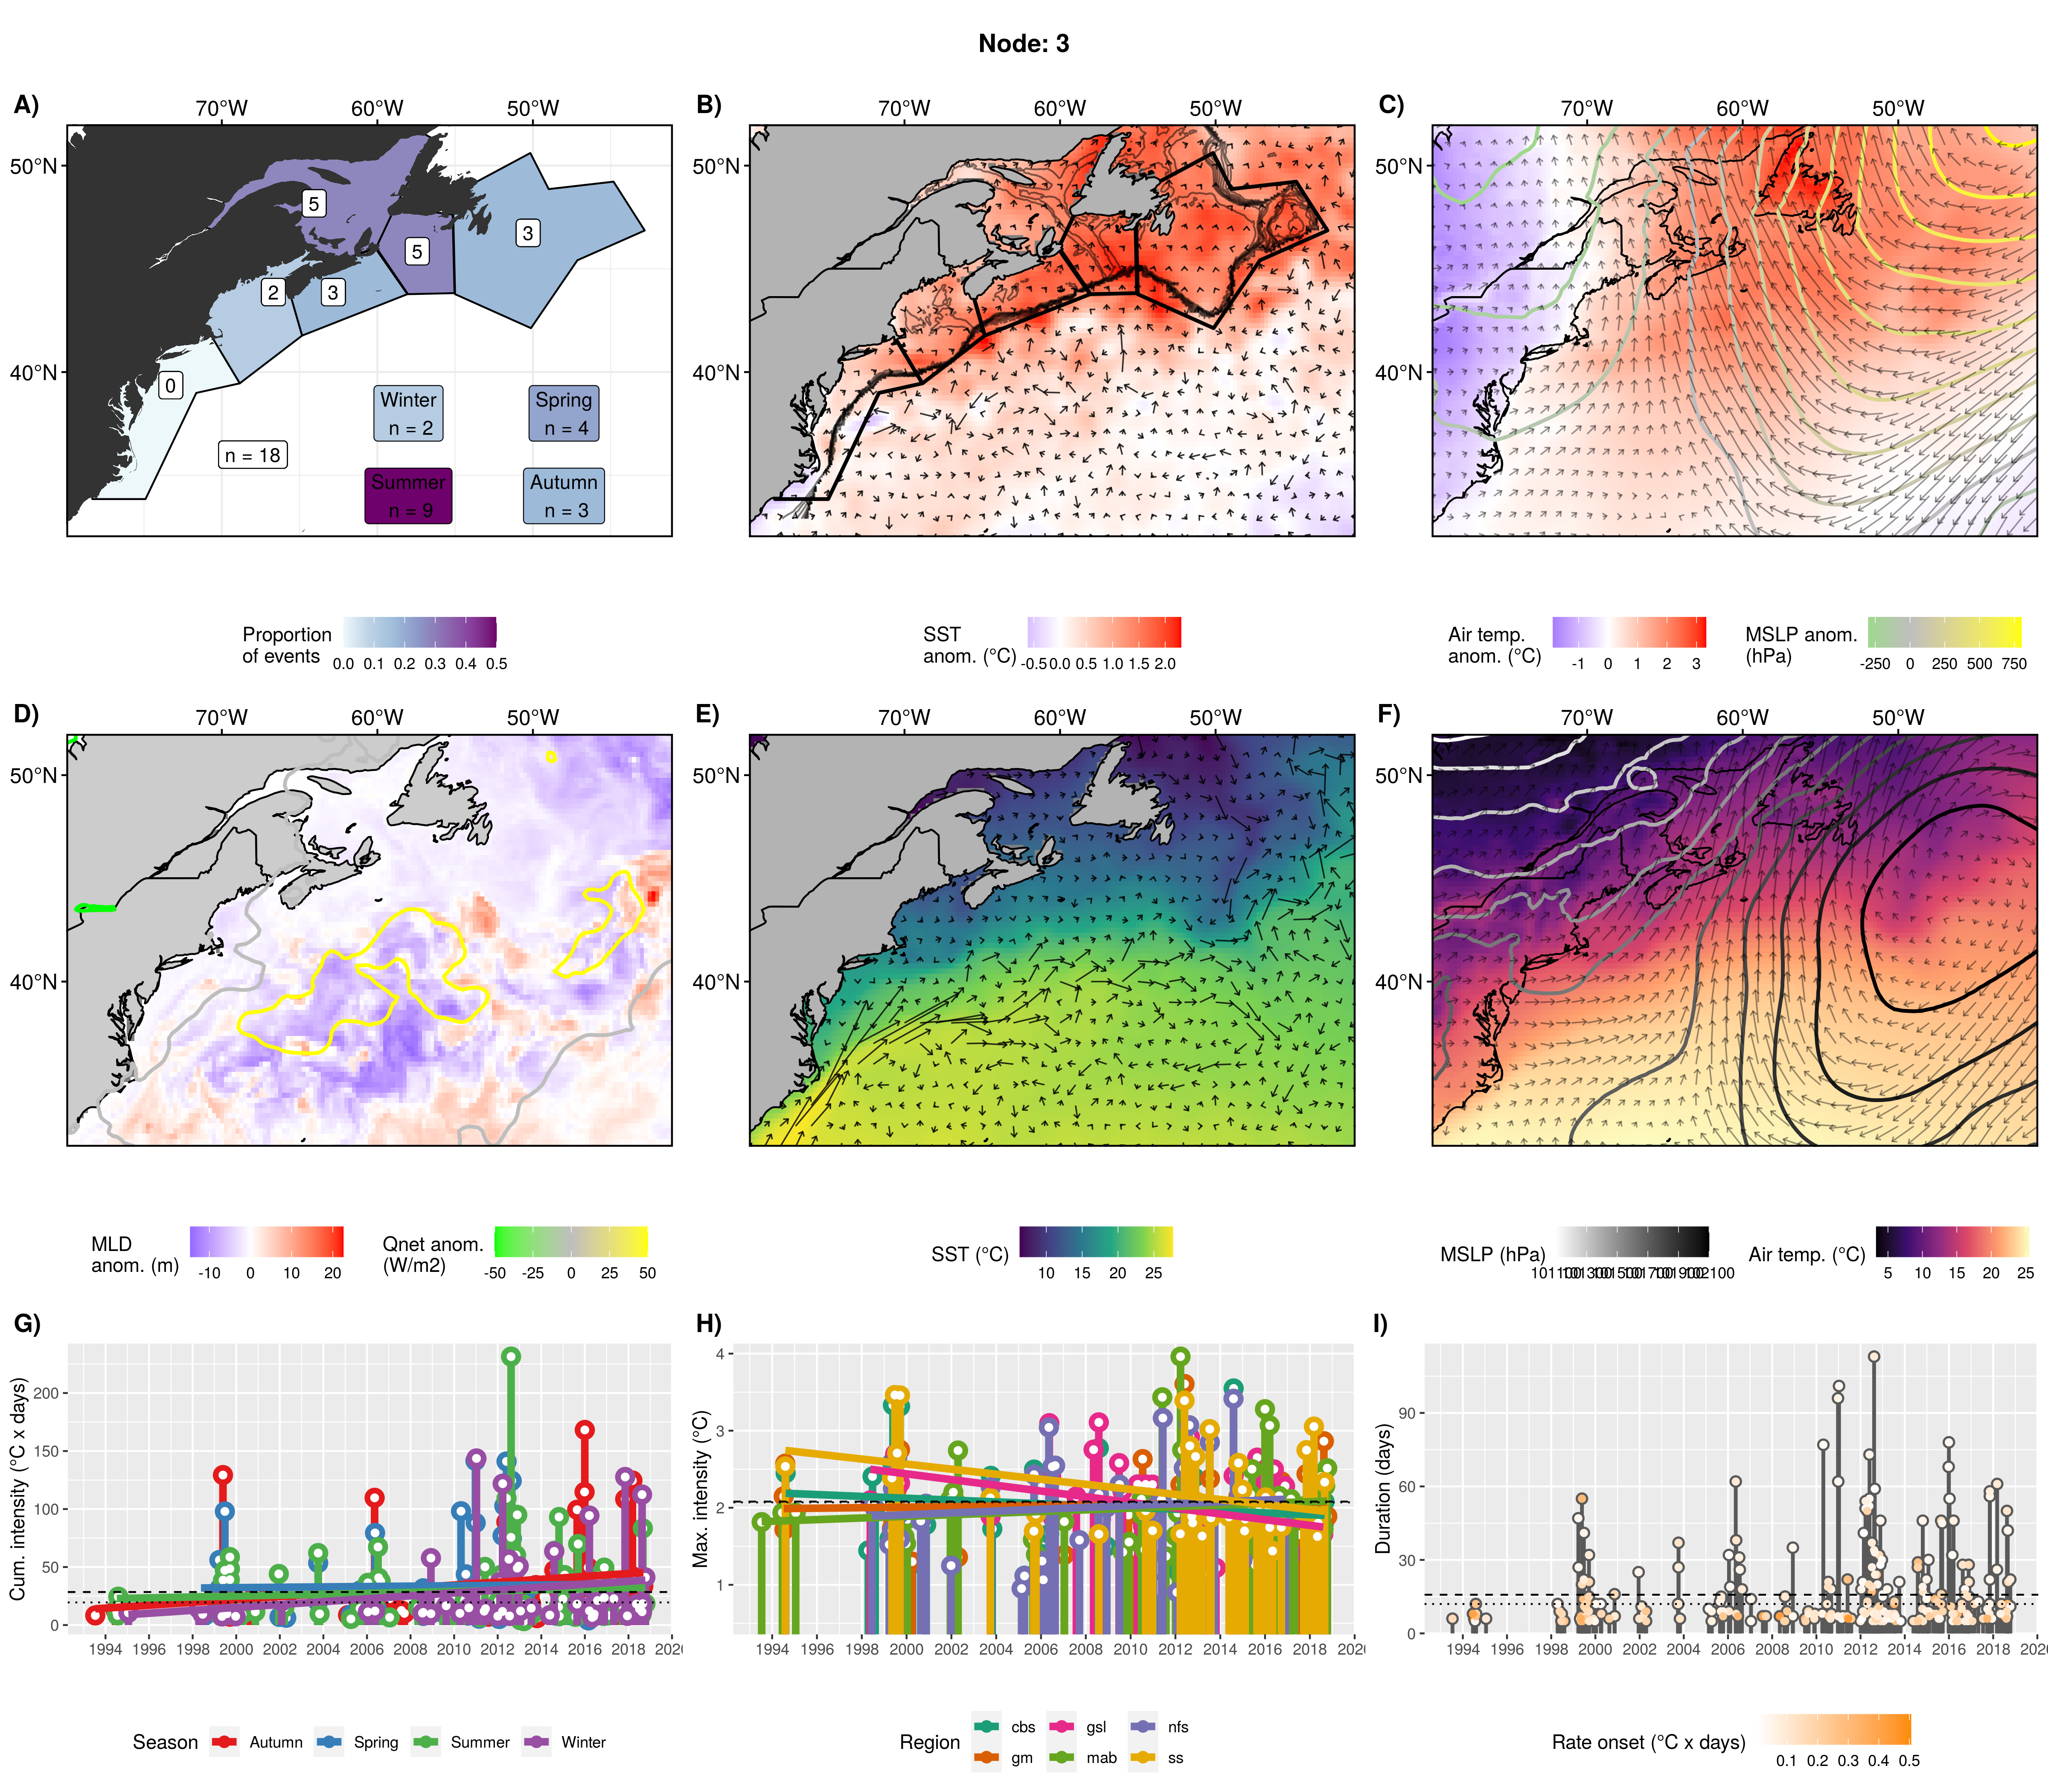 Node: 3
A)
70°W 60°W 50°W
50°N
40°N
5
5
3
2
3
0
n = 18
Winter
n = 2
Spring
n = 4
Summer
n = 9
Autumn
n = 3
Proportion
of events
0.0 0.1 0.2 0.3 0.4 0.5
B)
70°W 60°W 50°W
50°N
40°N
SST
anom. (°C)
-0.5 0.0 0.5 1.0 1.5 2.0
C)
70°W 60°W 50°W
50°N
40°N
Air temp.
anom. (°C)
-1 0 1 2 3
MSLP anom.
(hPa)
-250 0 250 500 750
D)
70°W 60°W 50°W
50°N
40°N
MLD
anom. (m)
-10 0 10 20
Qnet anom.
(W/m2)
-50 -25 0 25 50
E)
70°W 60°W 50°W
50°N
40°N
SST (°C)
10 15 20 25
F)
70°W 60°W 50°W
50°N
40°N
MSLP (hPa)
Air temp. (°C)
5 10 15 20 25
G)
Cum. intensity (°C x days)
200
150
100
50
0
1994 1996 1998 2000 2002 2004 2006 2008 2010 2012 2014 2016 2018
Season Autumn Spring Summer Winter
H)
Max. intensity (°C)
4
3
2
1
1994 1996 1998 2000 2002 2004 2006 2008 2010 2012 2014 2016 2018
Region
cbs gsl nfs
gm mab ss
I)
Duration (days)
90
60
30
0
1994 1996 1998 2000 2002 2004 2006 2008 2010 2012 2014 2016 2018
Rate onset (°C x days)
0.1 0.2 0.3 0.4 0.5